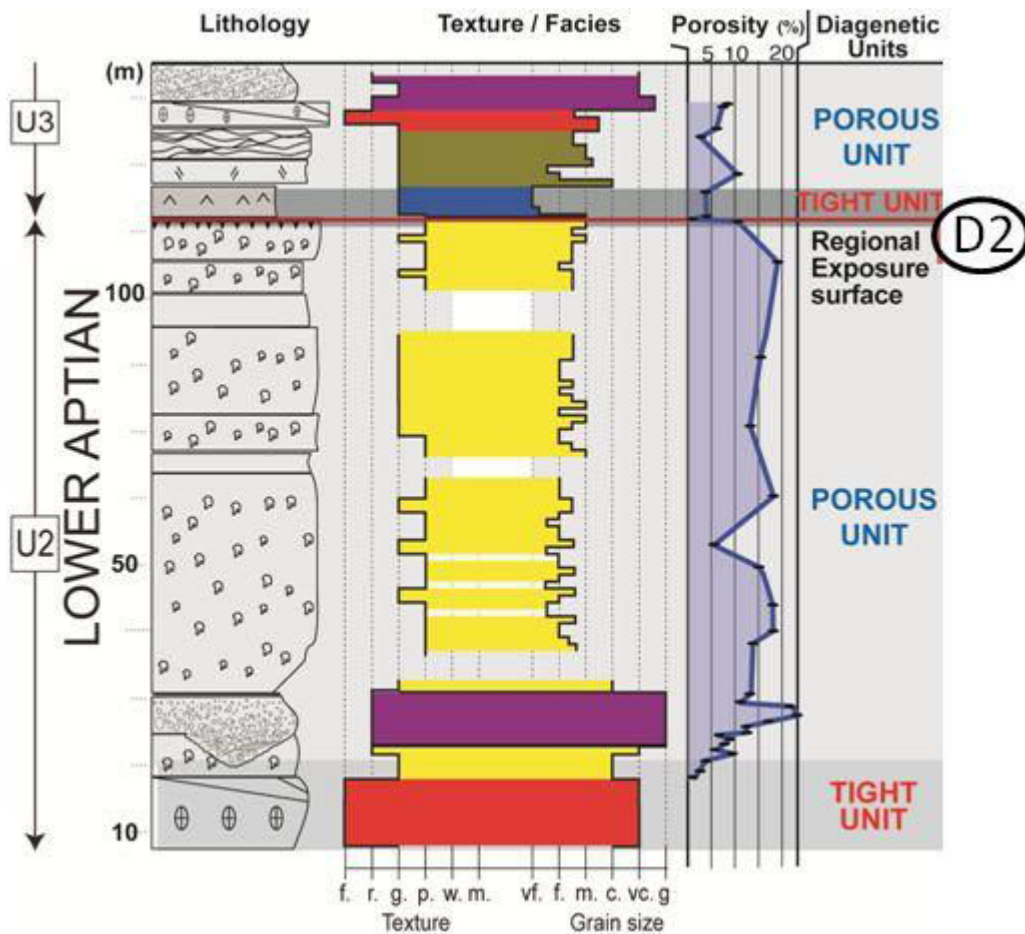 Lithology
Texture / Facies
Porosity (%)
Diagenetic
Units
5 10 20
(m)
U3
POROUS
UNIT
TIGHT UNIT
D2
Regional
Exposure
surface
100
LOWER APTIAN
U2
POROUS
UNIT
50
TIGHT
UNIT
10
f. r. g. p. w. m. vf. f. m. c. vc. g
Texture Grain size